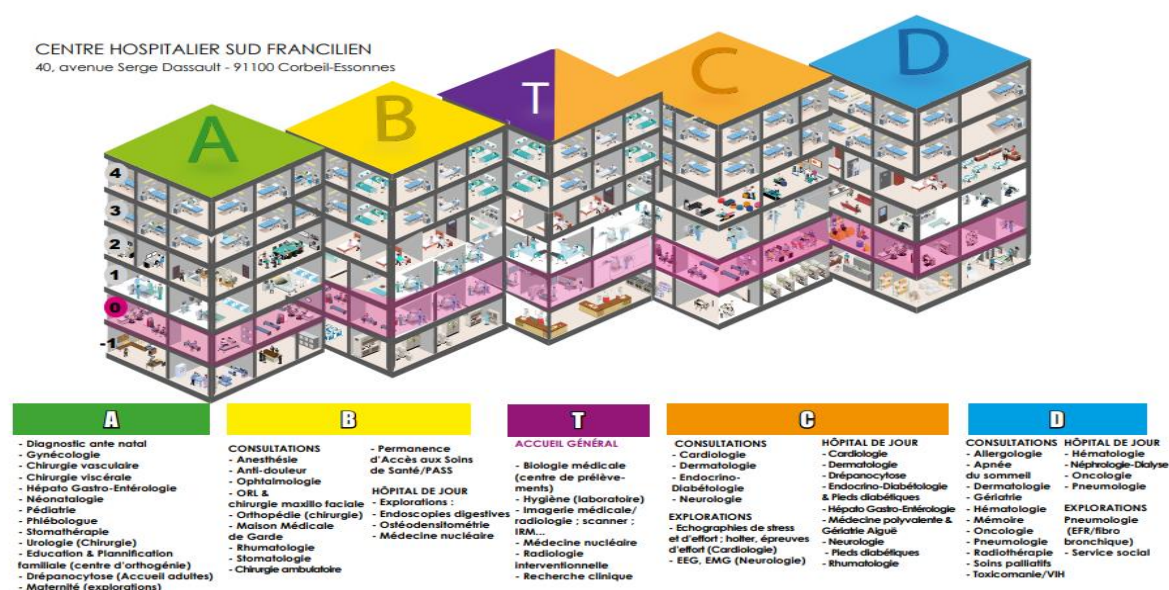 CENTRE HOSPITALIER SUD FRANCILIEN
40, avenue Serge Dassault - 91100 Corbeil-Essonnes
A
B
T
C
D
4
3
2
1
0
-1
A
- Diagnostic ante natal
- Gynécologie
- Chirurgie vasculaire
- Chirurgie viscérale
- Hépato Gastro-Entérologie
- Néonatalogie
- Pédiatrie
- Phlébologue
- Stomathérapie
- Urologie (Chirurgie)
- Education & Plannification
familiale (centre d'orthogénie)
- Drépanocytose (Accueil adultes)
- Maternité (explorations)
B
CONSULTATIONS
- Anesthésie
- Anti-douleur
- Ophtalmologie
- ORL &
chirurgie maxillo faciale
- Orthopédie (chirurgie)
- Maison Médicale
de Garde
- Rhumatologie
- Stomatologie
- Chirurgie ambulatoire
- Permanence
d'Accès aux Soins
de Santé/PASS
HÔPITAL DE JOUR
- Explorations :
- Endoscopies digestives
- Ostéodensitométrie
- Médecine nucléaire
T
ACCUEIL GÉNÉRAL
- Biologie médicale
(centre de prélève-
ments)
- Hygiène (laboratoire)
- Imagerie médicale/
radiologie ; scanner ;
IRM...
- Médecine nucléaire
- Radiologie
interventionnelle
- Recherche clinique
C
CONSULTATIONS
- Cardiologie
- Dermatologie
- Endocrino-
Diabétologie
- Neurologie
EXPLORATIONS
- Echographies de stress
et d'effort ; holter, épreuves
d'effort (Cardiologie)
- EEG, EMG (Neurologie)
HÔPITAL DE JOUR
- Cardiologie
- Dermatologie
- Drépanocytose
- Endocrino-Diabétologie
& Pieds diabétiques
- Hépato Gastro-Entérologie
- Médecine polyvalente &
Gériatrie Aiguë
- Neurologie
- Pieds diabétiques
- Rhumatologie
D
CONSULTATIONS
- Allergologie
- Apnée
du sommeil
- Dermatologie
- Gériatrie
- Hématologie
- Mémoire
- Oncologie
- Pneumologie
- Radiothérapie
- Soins palliatifs
- Toxicomanie/VIH
HÔPITAL DE JOUR
- Hématologie
- Néphrologie-Dialyse
- Oncologie
- Pneumologie
EXPLORATIONS
Pneumologie
(EFR/fibro
bronchique)
- Service social